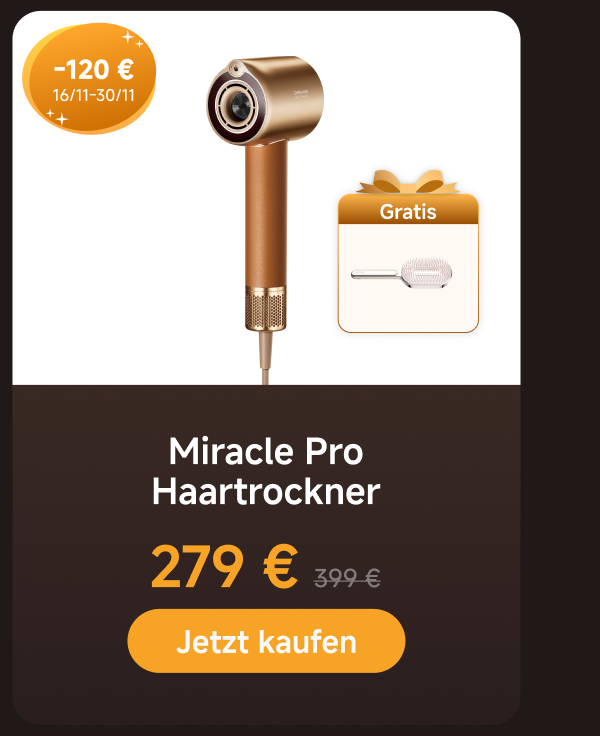 -120 €
16/11-30/11
Gratis
Miracle Pro
Haartrockner
279 € 399 €
Jetzt kaufen